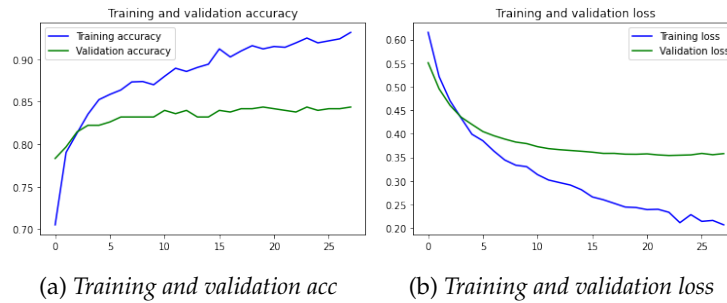 Training and validation accuracy
Training accuracy
Validation accuracy
0.90
0.85
0.80
0.75
0.70
0 5 10 15 20 25
(a) Training and validation acc
Training and validation loss
Training loss
Validation loss
0.60
0.55
0.50
0.45
0.40
0.35
0.30
0.25
0.20
0 5 10 15 20 25
(b) Training and validation loss